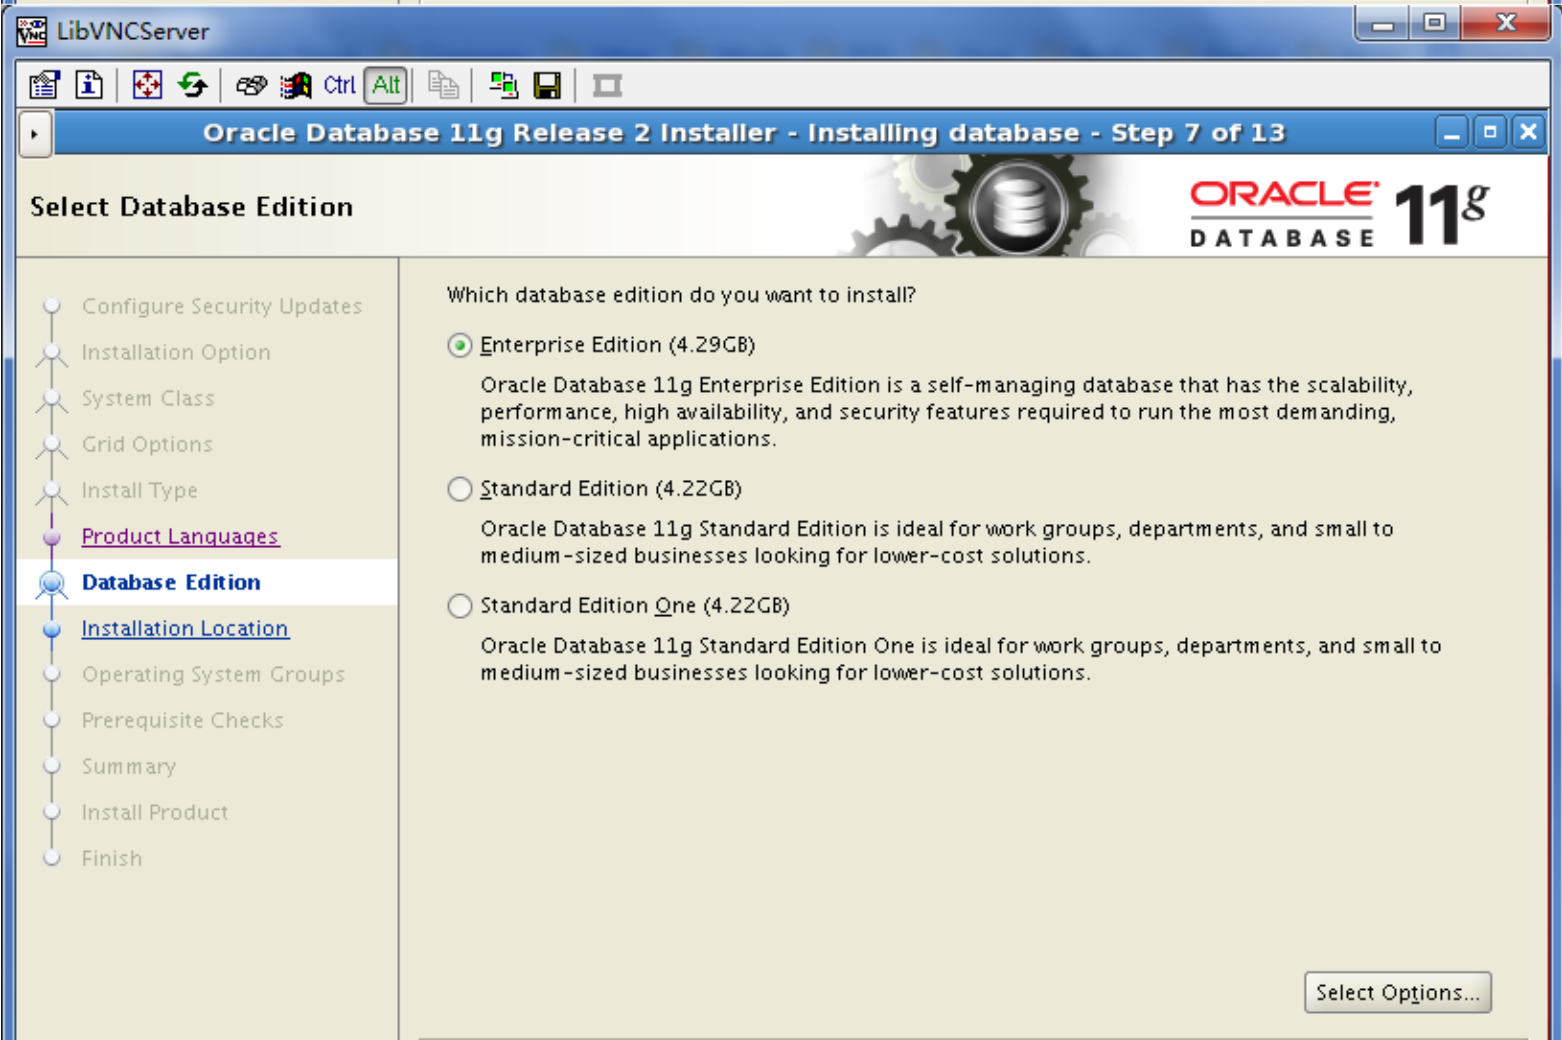 LibVNCServer
Ctrl Alt
Oracle Database 11g Release 2 Installer - Installing database - Step 7 of 13
Select Database Edition
ORACLE 11g
DATABASE
Configure Security Updates
Installation Option
System Class
Grid Options
Install Type
Product Languages
Database Edition
Installation Location
Operating System Groups
Prerequisite Checks
Summary
Install Product
Finish
Which database edition do you want to install?
Enterprise Edition (4.29GB)
Oracle Database 11g Enterprise Edition is a self-managing database that has the scalability,
performance, high availability, and security features required to run the most demanding,
mission-critical applications.
Standard Edition (4.22GB)
Oracle Database 11g Standard Edition is ideal for work groups, departments, and small to
medium-sized businesses looking for lower-cost solutions.
Standard Edition One (4.22GB)
Oracle Database 11g Standard Edition One is ideal for work groups, departments, and small to
medium-sized businesses looking for lower-cost solutions.
Select Options...